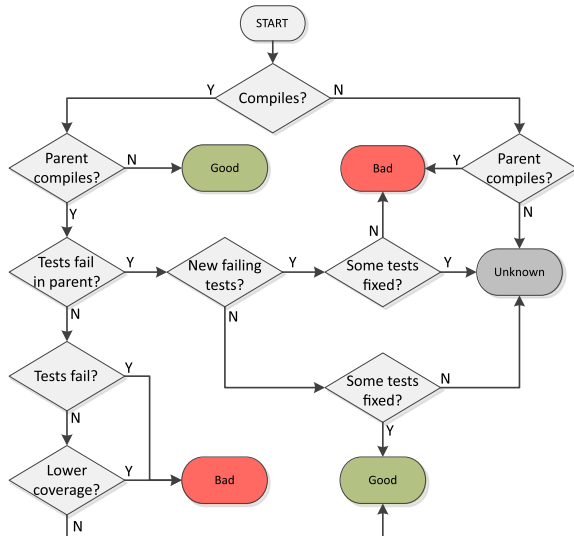 START
Y
Compiles?
N
Parent
compiles?
N
Good
Bad
Y
Parent
compiles?
Y
N
N
Tests fail
in parent?
Y
New failing
tests?
Y
Some tests
fixed?
Y
Unknown
N
N
Tests fail?
Y
Some tests
fixed?
N
N
Y
Lower
coverage?
Y
Bad
Good
N